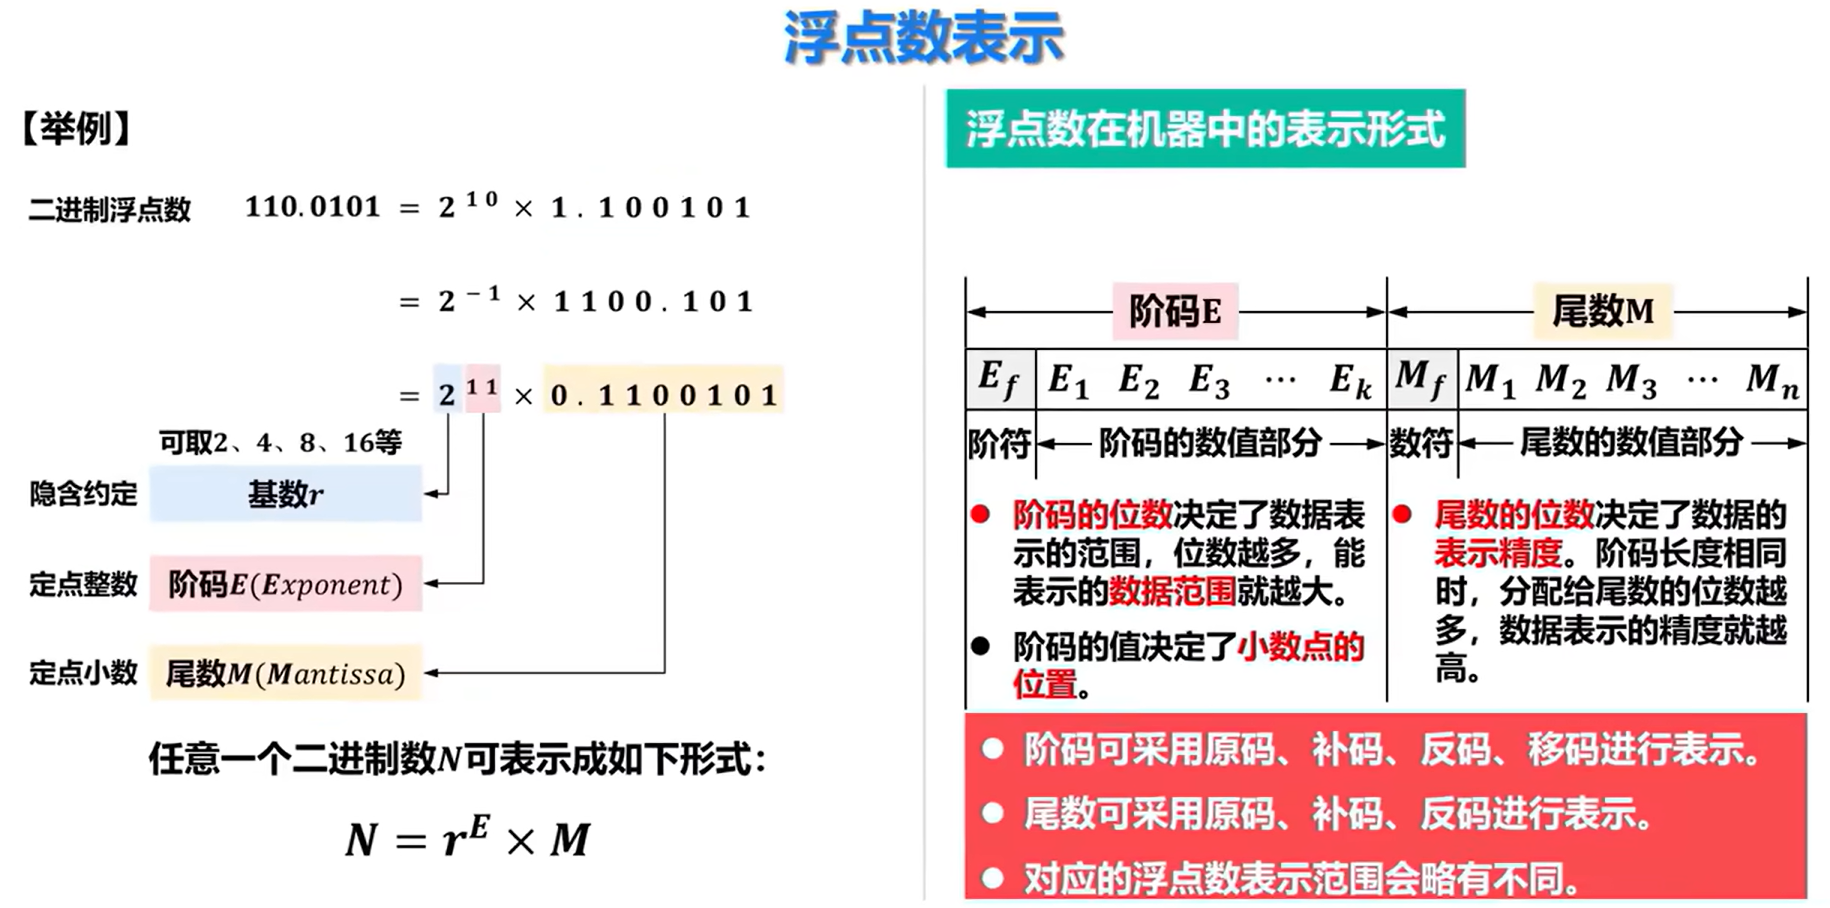 浮点数表示
【举例】
二进制浮点数 110.0101 = 2^10 × 1.100101
= 2^-1 × 1100.101
= 2^11 × 0.1100101
可取2、4、8、16等
隐含约定 基数r
定点整数 阶码E(Exponent)
定点小数 尾数M(Mantissa)
任意一个二进制数N可表示成如下形式：
N = r^E × M
浮点数在机器中的表示形式
阶码E 尾数M
E_f E_1 E_2 E_3 ⋯ E_k M_f M_1 M_2 M_3 ⋯ M_n
阶符 阶码的数值部分 数符 尾数的数值部分
● 阶码的位数决定了数据表
示的范围，位数越多，能
表示的数据范围就越大。
● 阶码的值决定了小数点的
位置。
● 尾数的位数决定了数据的
表示精度。阶码长度相同
时，分配给尾数的位数越
多，数据表示的精度就越
高。
● 阶码可采用原码、补码、反码、移码进行表示。
● 尾数可采用原码、补码、反码进行表示。
● 对应的浮点数表示范围会略有不同。